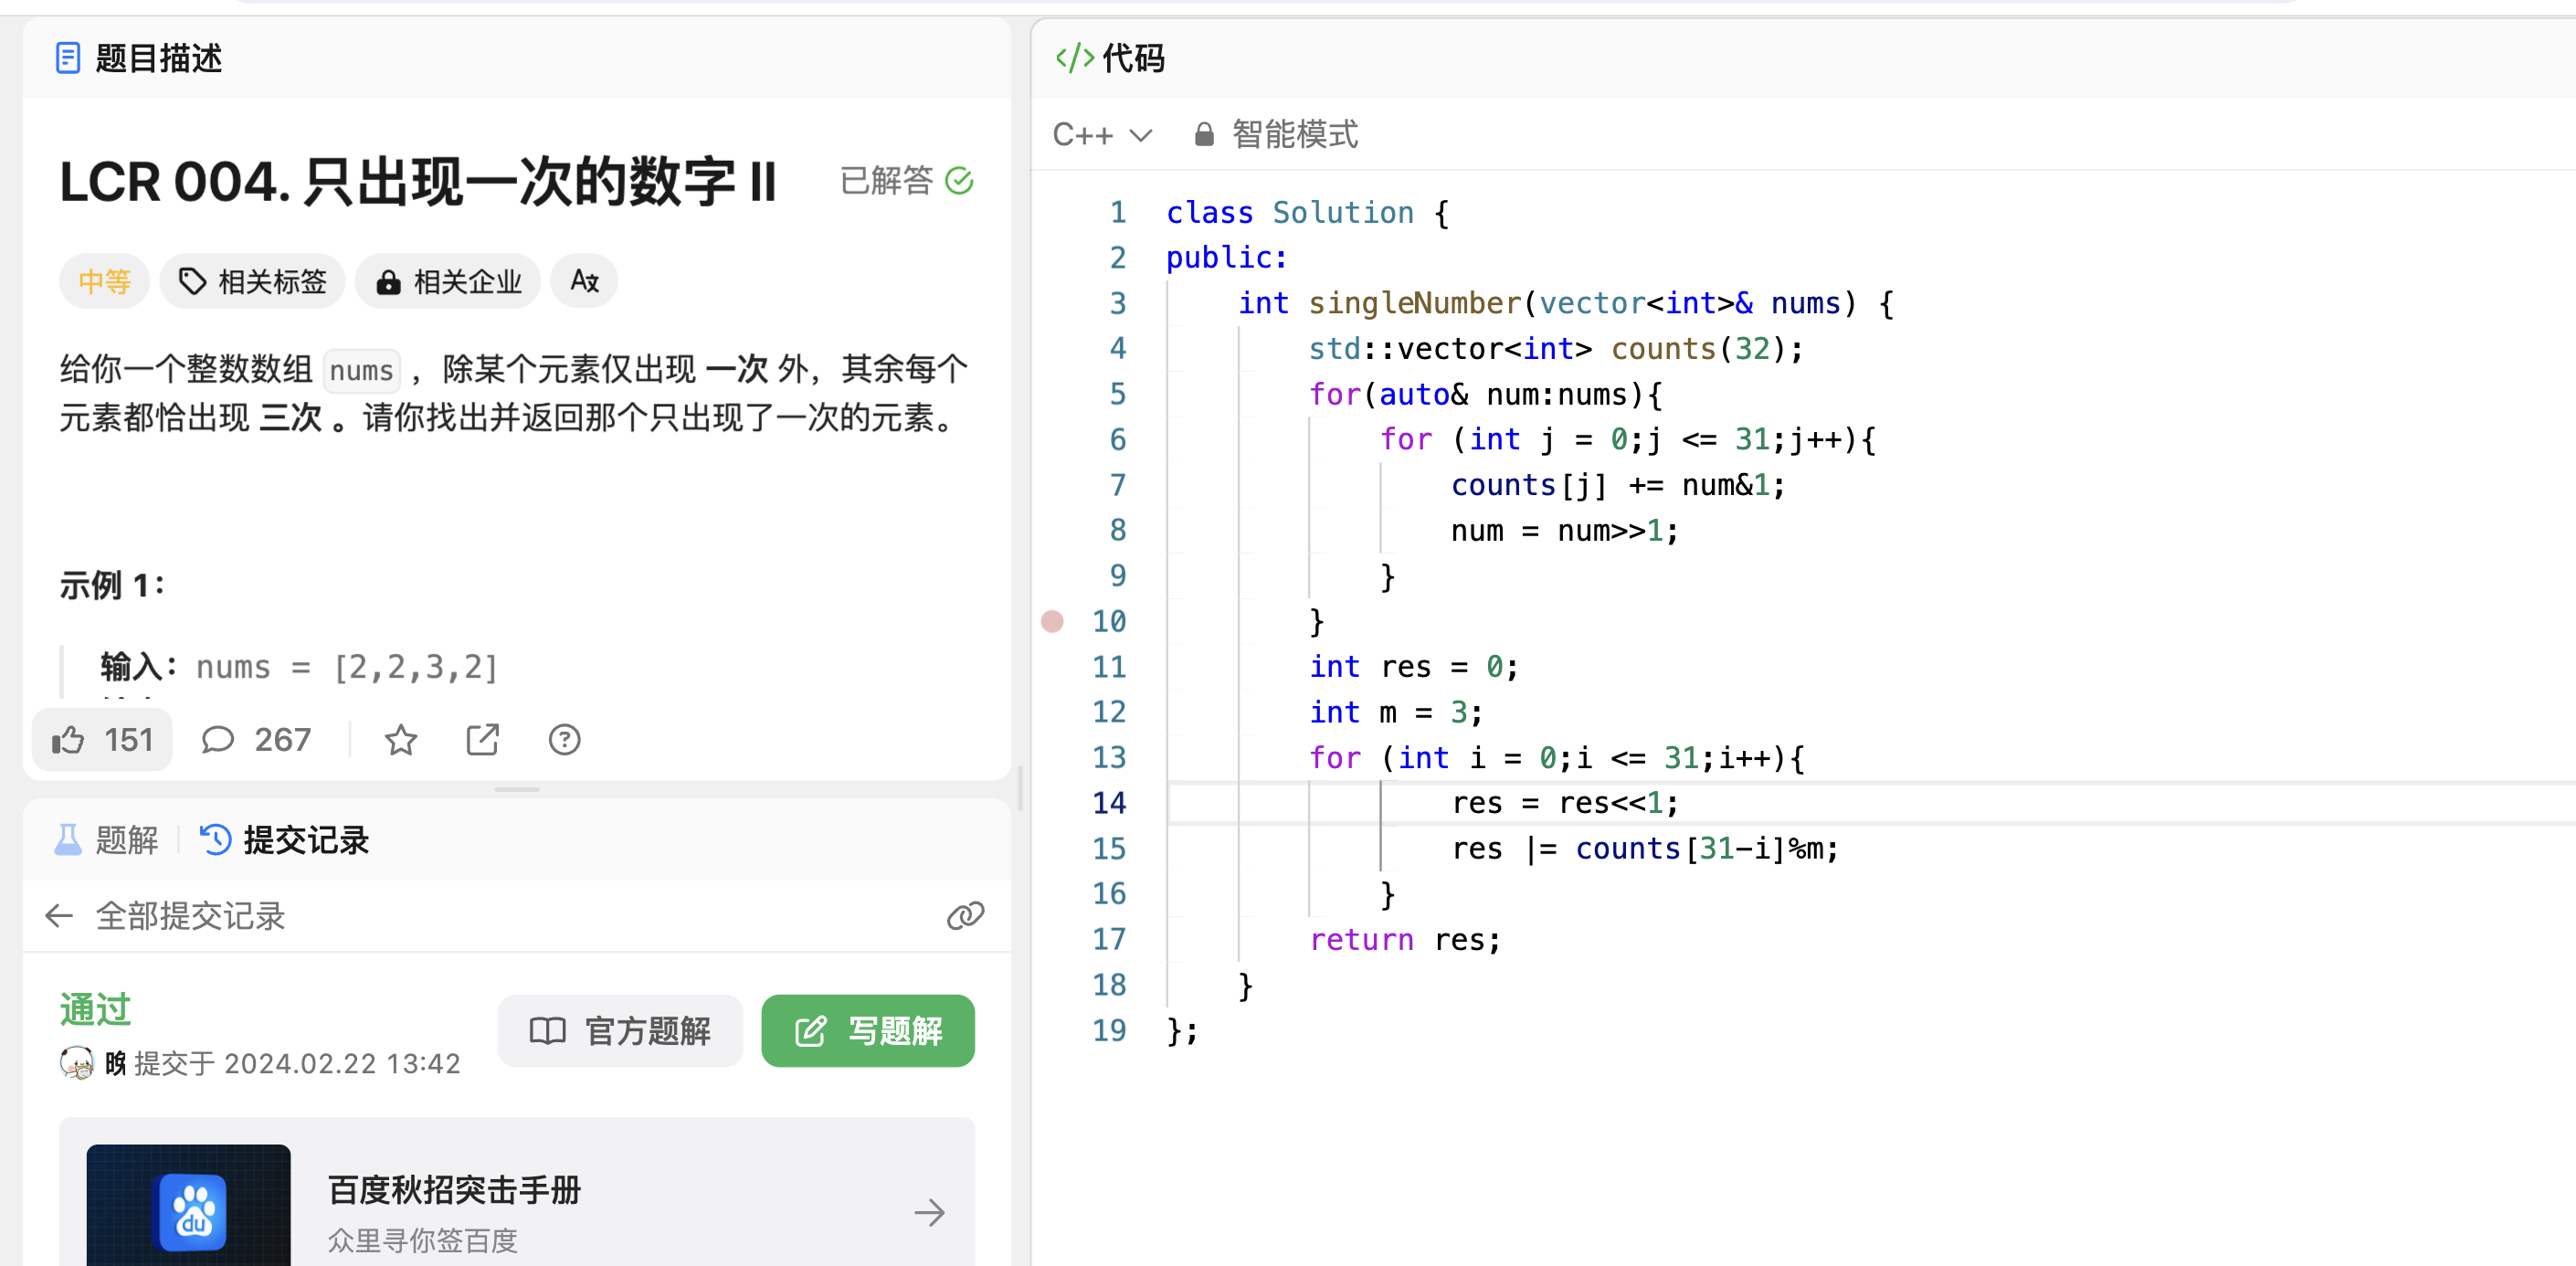 题目描述
LCR 004. 只出现一次的数字 II
已解答
中等
相关标签
相关企业
给你一个整数数组 nums ，除某个元素仅出现 一次 外，其余每个
元素都恰出现 三次 。请你找出并返回那个只出现了一次的元素。
示例 1：
输入：nums = [2,2,3,2]
151
267
题解
提交记录
全部提交记录
通过
晚 提交于 2024.02.22 13:42
官方题解
写题解
du
百度秋招突击手册
众里寻你签百度
</> 代码
C++
智能模式
1 class Solution {
2 public:
3     int singleNumber(vector<int>& nums) {
4         std::vector<int> counts(32);
5         for(auto& num:nums){
6             for (int j = 0;j <= 31;j++){
7                 counts[j] += num&1;
8                 num = num>>1;
9             }
10         }
11         int res = 0;
12         int m = 3;
13         for (int i = 0;i <= 31;i++){
14                 res = res<<1;
15                 res |= counts[31-i]%m;
16             }
17         return res;
18     }
19 };